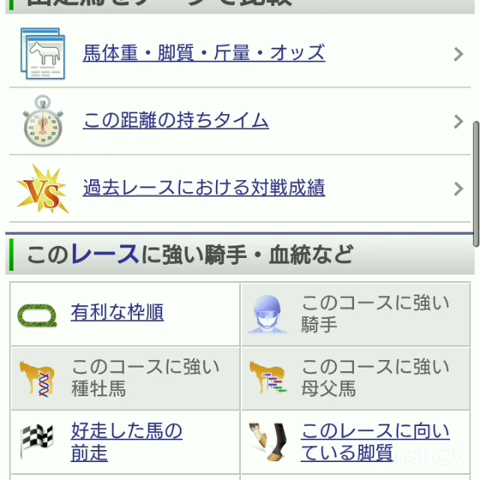 馬体重・脚質・斤量・オッズ
この距離の持ちタイム
VS 過去レースにおける対戦成績
このレースに強い騎手・血統など
有利な枠順
このコースに強い
騎手
このコースに強い
種牡馬
このコースに強い
母父馬
好走した馬の
前走
このレースに向い
ている脚質